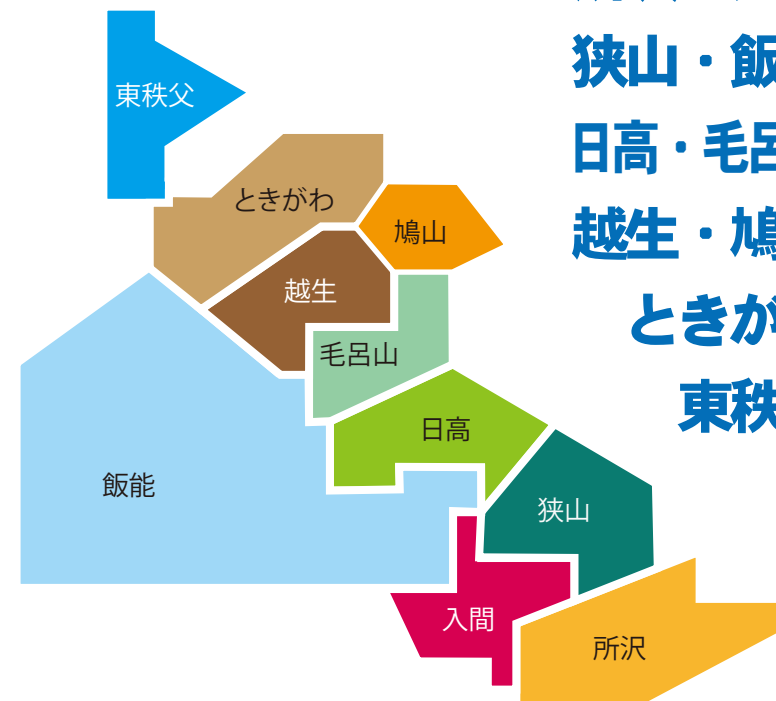 狭山・飯
日高・毛呂
越生・鳩
ときが
東秩
東秩父
ときがわ
鳩山
越生
毛呂山
日高
飯能
狭山
入間
所沢